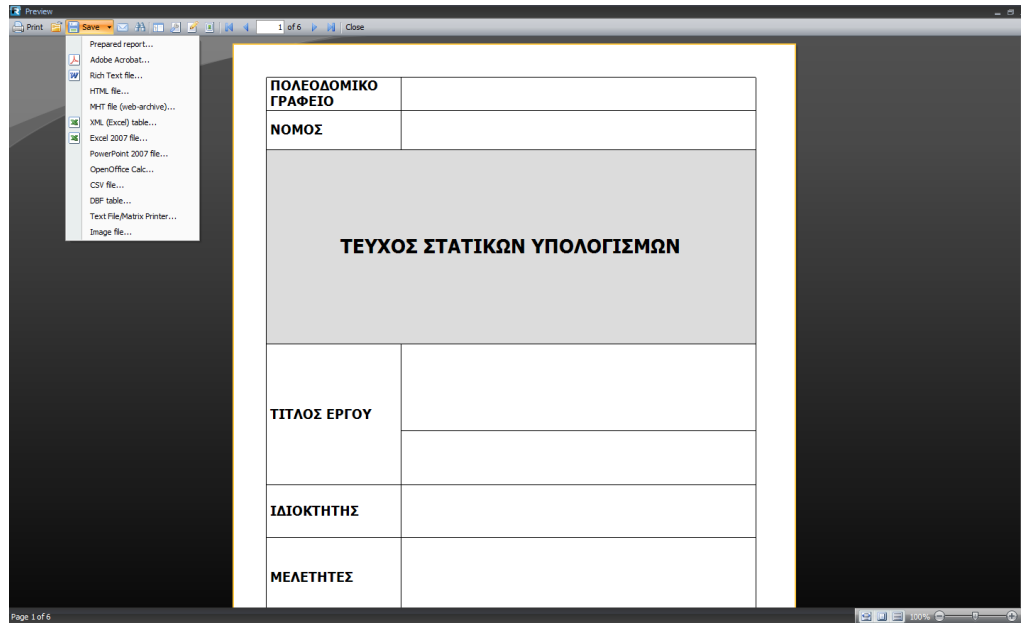 Preview
Print Save 1 of 6 Close
Prepared report...
Adobe Acrobat...
Rich Text file...
HTML file...
MHT file (web-archive)...
XML (Excel) table...
Excel 2007 file...
PowerPoint 2007 file...
OpenOffice Calc...
CSV file...
DBF table...
Text File/Matrix Printer...
Image file...
ΠΟΛΕΟΔΟΜΙΚΟ
ΓΡΑΦΕΙΟ
ΝΟΜΟΣ
ΤΕΥΧΟΣ ΣΤΑΤΙΚΩΝ ΥΠΟΛΟΓΙΣΜΩΝ
ΤΙΤΛΟΣ ΕΡΓΟΥ
ΙΔΙΟΚΤΗΤΗΣ
ΜΕΛΕΤΗΤΕΣ
Page 1 of 6 100%